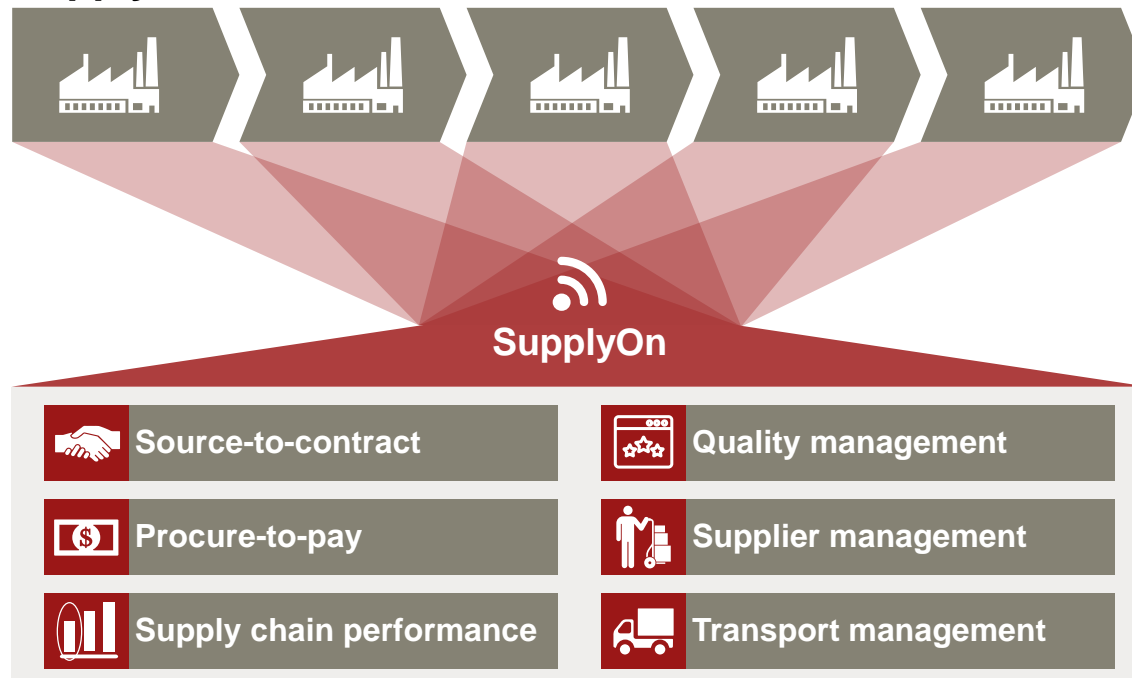 SupplyOn
Source-to-contract
Quality management
Procure-to-pay
Supplier management
Supply chain performance
Transport management